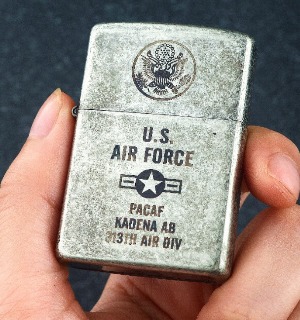 U.S.
AIR FORCE
PACAF
KADENA AB
313TH AIR DIV